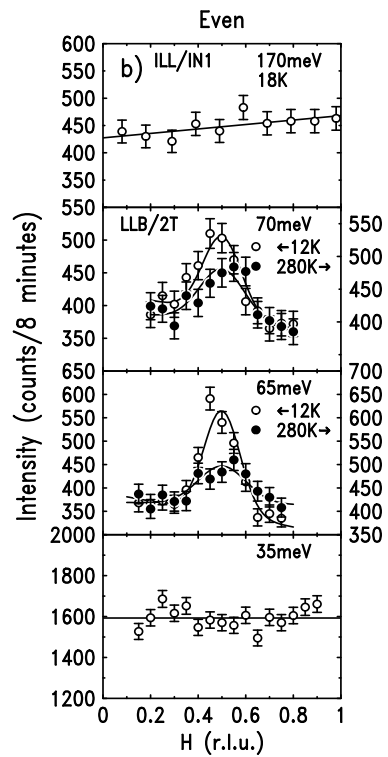 Even
b) ILL/IN1 170meV
18K
600
550
500
450
400
350
300
550
LLB/2T 70meV
←12K
280K→
500
450
400
350
650
550
500
450
400
700
65meV
←12K
280K→
600
550
500
450
400
350
300
2000
650
600
550
500
450
400
350
35meV
1800
1600
1400
1200
0 0.2 0.4 0.6 0.8 1
H (r.l.u.)
Intensity (counts/8 minutes)